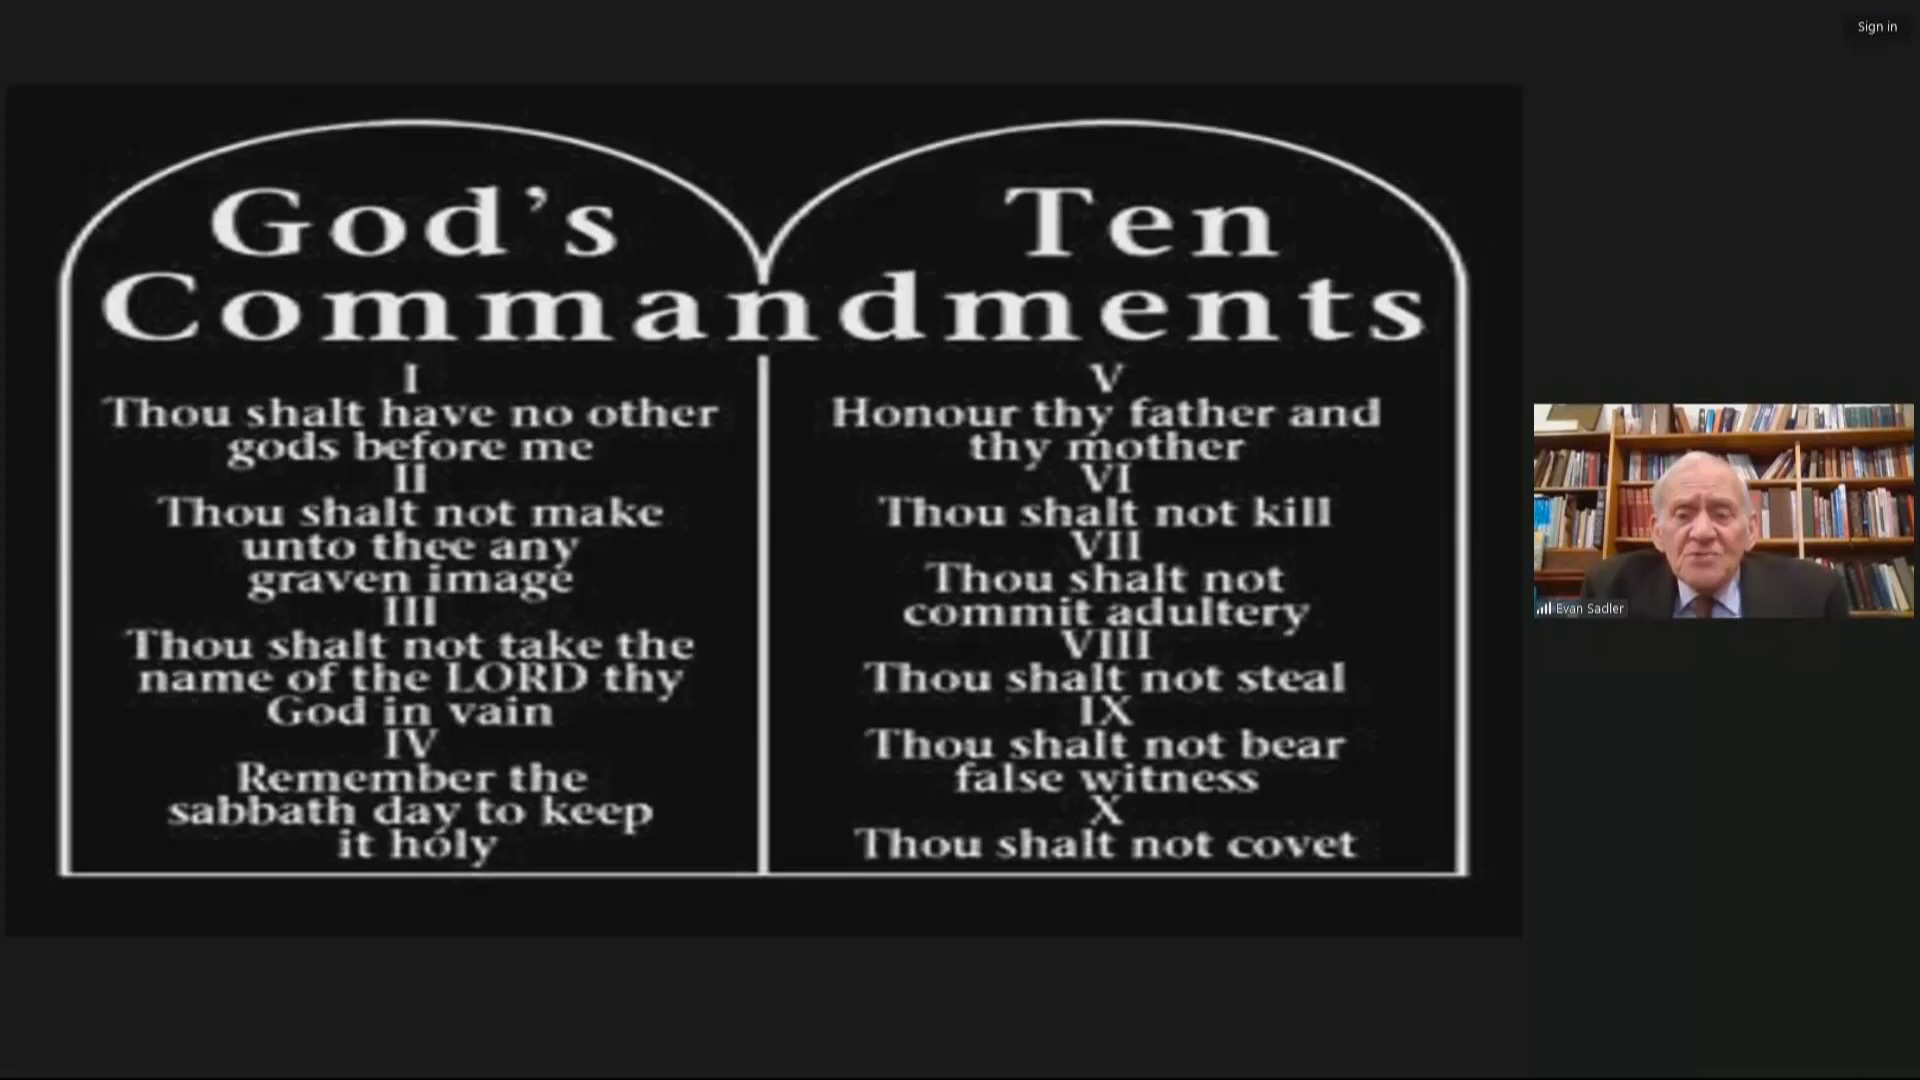 Sign in
God's Ten
Commandments
I
Thou shalt have no other
gods before me
II
Thou shalt not make
unto thee any
graven image
III
Thou shalt not take the
name of the LORD thy
God in vain
IV
Remember the
sabbath day to keep
it holy
V
Honour thy father and
thy mother
VI
Thou shalt not kill
VII
Thou shalt not
commit adultery
VIII
Thou shalt not steal
IX
Thou shalt not bear
false witness
X
Thou shalt not covet
Evan Sadler